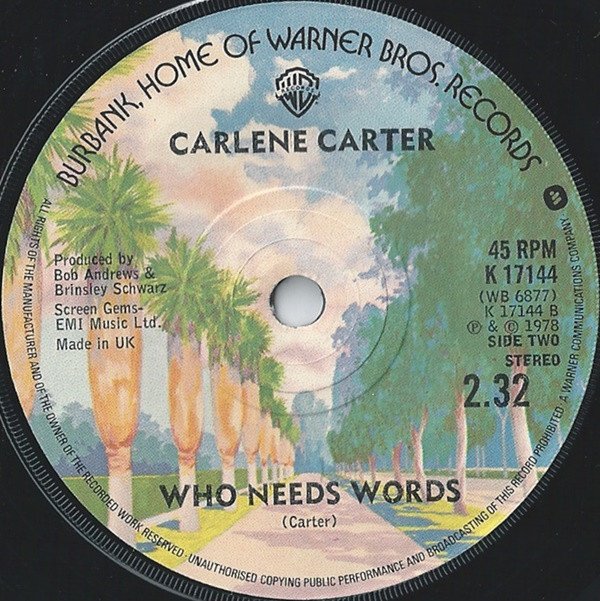 BURBANK, HOME OF WARNER BROS. RECORDS
CARLENE CARTER
Produced by
Bob Andrews &
Brinsley Schwarz
Screen Gems-
EMI Music Ltd.
Made in UK
45 RPM
K 17144
(WB 6877)
K 17144 B
Ⓟ & © 1978
SIDE TWO
STEREO
2.32
WHO NEEDS WORDS
(Carter)
ALL RIGHTS OF THE MANUFACTURER AND OF THE OWNER OF THE RECORDED WORK RESERVED · UNAUTHORISED COPYING PUBLIC PERFORMANCE AND BROADCASTING OF THIS RECORD PROHIBITED · A WARNER COMMUNICATIONS COMPANY